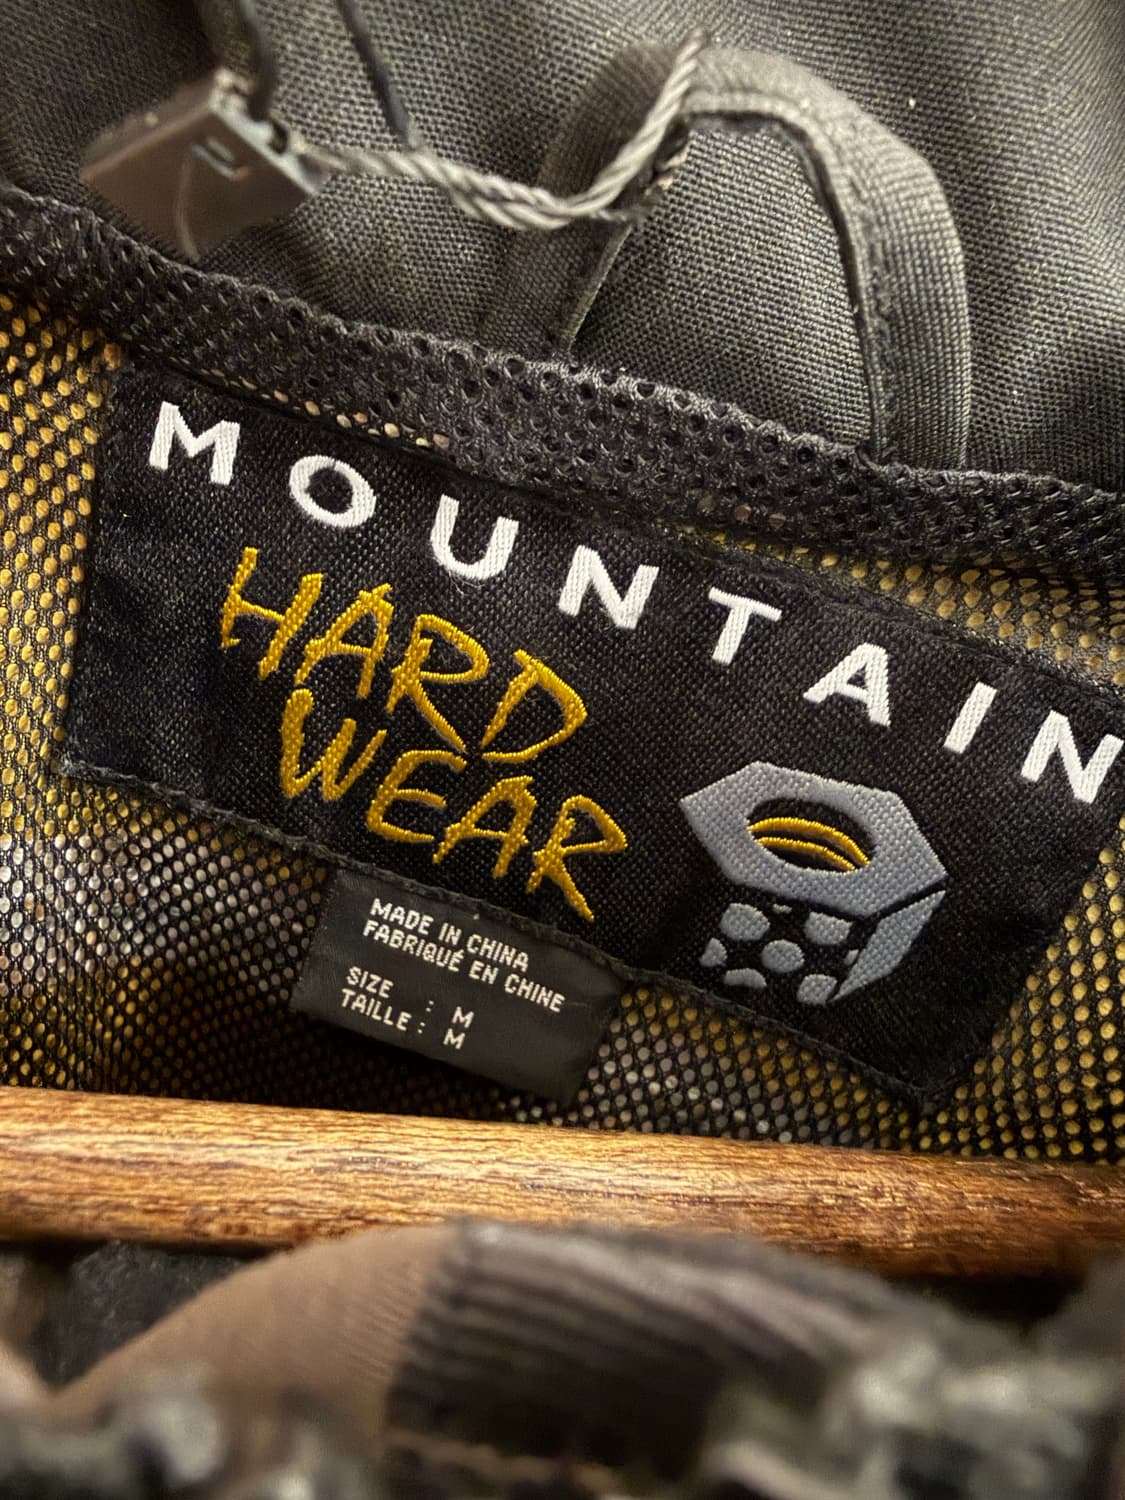 MOUNTAIN
HARD
WEAR
MADE IN CHINA
FABRIQUÉ EN CHINE
SIZE : M
TAILLE : M